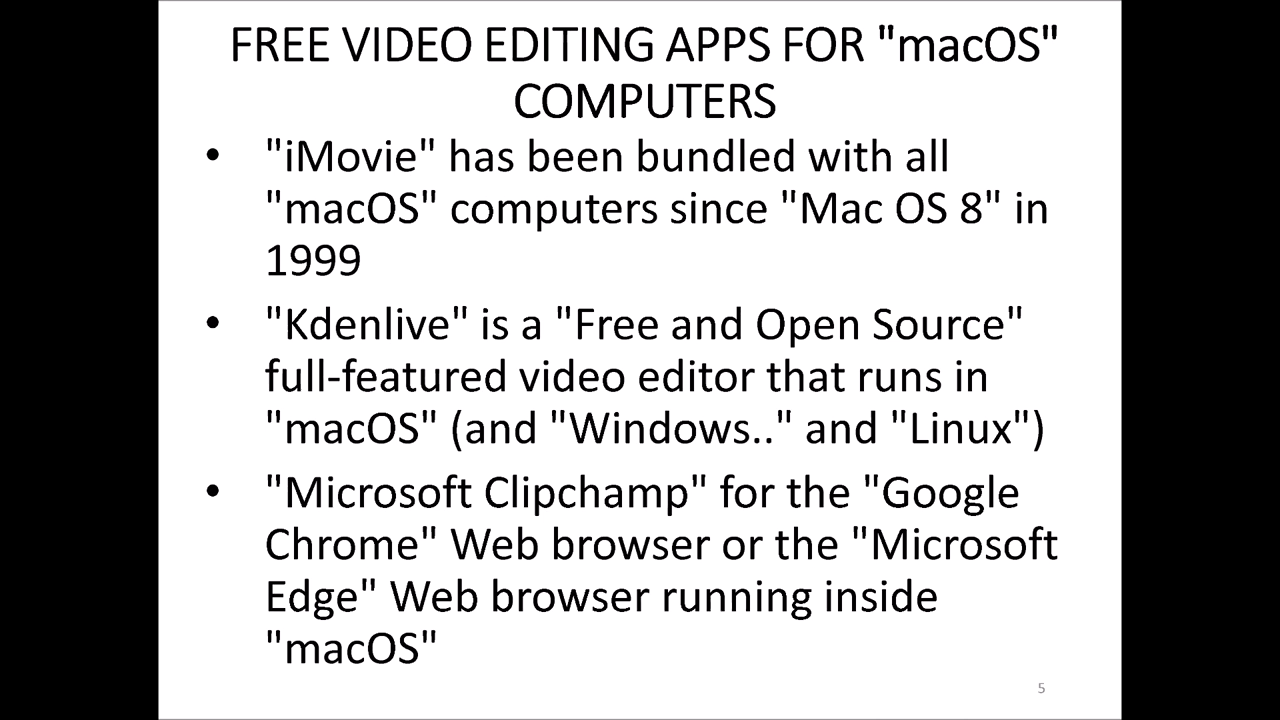 FREE VIDEO EDITING APPS FOR "macOS"
COMPUTERS
• "iMovie" has been bundled with all
"macOS" computers since "Mac OS 8" in
1999
• "Kdenlive" is a "Free and Open Source"
full-featured video editor that runs in
"macOS" (and "Windows.." and "Linux")
• "Microsoft Clipchamp" for the "Google
Chrome" Web browser or the "Microsoft
Edge" Web browser running inside
"macOS"
5